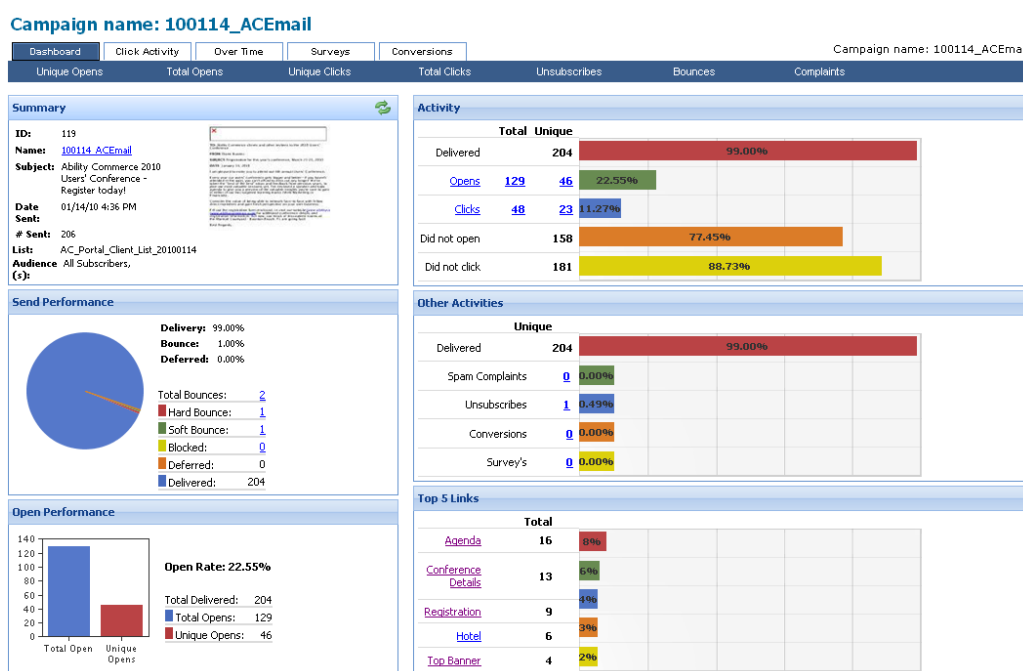 Campaign name: 100114_ACEmail
Dashboard Click Activity Over Time Surveys Conversions
Campaign name: 100114_ACEma
Unique Opens Total Opens Unique Clicks Total Clicks Unsubscribes Bounces Complaints
Summary
ID: 119
Name: 100114_ACEmail
Subject: Ability Commerce 2010
Users' Conference -
Register today!
Date
Sent: 01/14/10 4:36 PM
# Sent: 206
List: AC_Portal_Client_List_20100114
Audience
(s): All Subscribers,
Send Performance
Delivery: 99.00%
Bounce: 1.00%
Deferred: 0.00%
Total Bounces: 2
Hard Bounce: 1
Soft Bounce: 1
Blocked: 0
Deferred: 0
Delivered: 204
Open Performance
140
120
100
80
60
40
20
0
Total Open Unique
Opens
Open Rate: 22.55%
Total Delivered: 204
Total Opens: 129
Unique Opens: 46
Activity
Total Unique
Delivered 204 99.00%
Opens 129 46 22.55%
Clicks 48 23 11.27%
Did not open 158 77.45%
Did not click 181 88.73%
Other Activities
Unique
Delivered 204 99.00%
Spam Complaints 0 0.00%
Unsubscribes 1 0.49%
Conversions 0 0.00%
Survey's 0 0.00%
Top 5 Links
Total
Agenda 16 8%
Conference
Details 13 6%
Registration 9 4%
Hotel 6 3%
Top Banner 4 2%